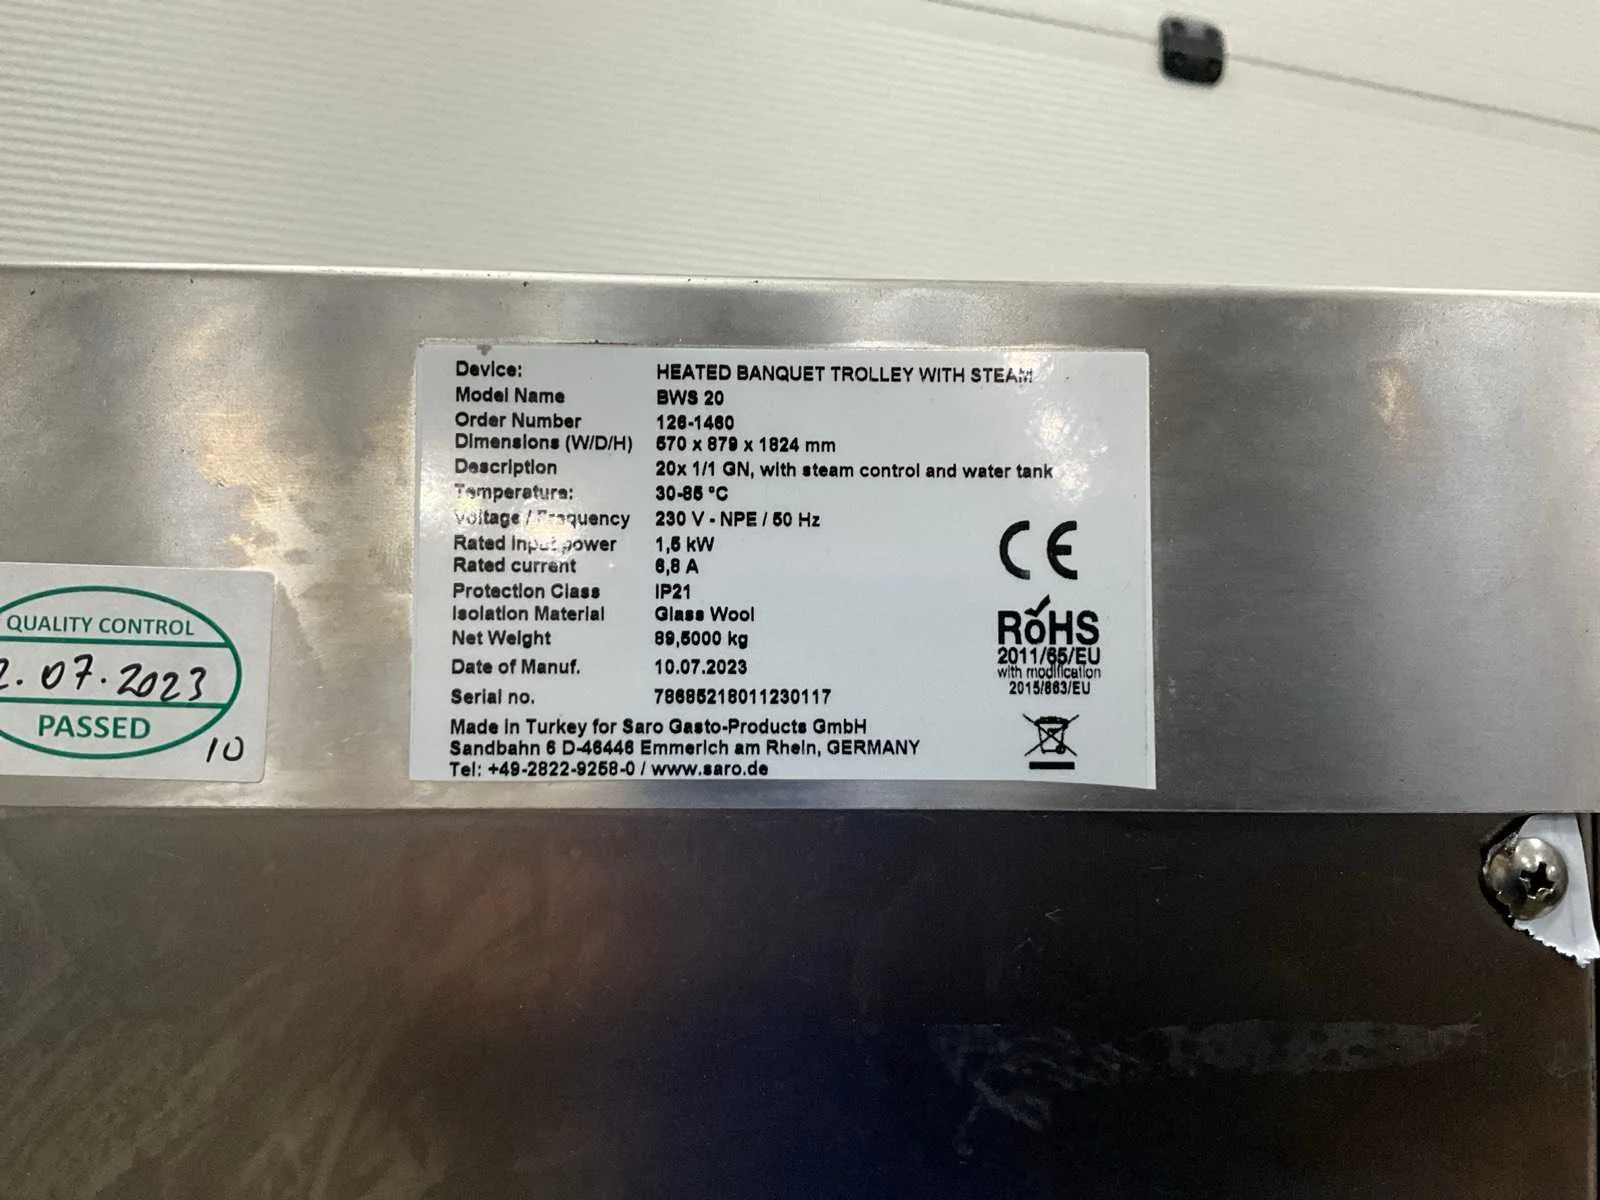 Device: HEATED BANQUET TROLLEY WITH STEAM
Model Name BWS 20
Order Number 126-1460
Dimensions (W/D/H) 570 x 879 x 1824 mm
Description 20x 1/1 GN, with steam control and water tank
Temperature: 30-85 °C
Voltage / Frequency 230 V - NPE / 50 Hz
Rated Input power 1,5 kW
Rated current 6,8 A
Protection Class IP21
Isolation Material Glass Wool
Net Weight 89,5000 kg
Date of Manuf. 10.07.2023
Serial no. 78685218011230117
Made in Turkey for Saro Gasto-Products GmbH
Sandbahn 6 D-46446 Emmerich am Rhein, GERMANY
Tel: +49-2822-9258-0 / www.saro.de
CE
RoHS
2011/65/EU
with modification
2015/863/EU
QUALITY CONTROL
2.07.2023
PASSED
10